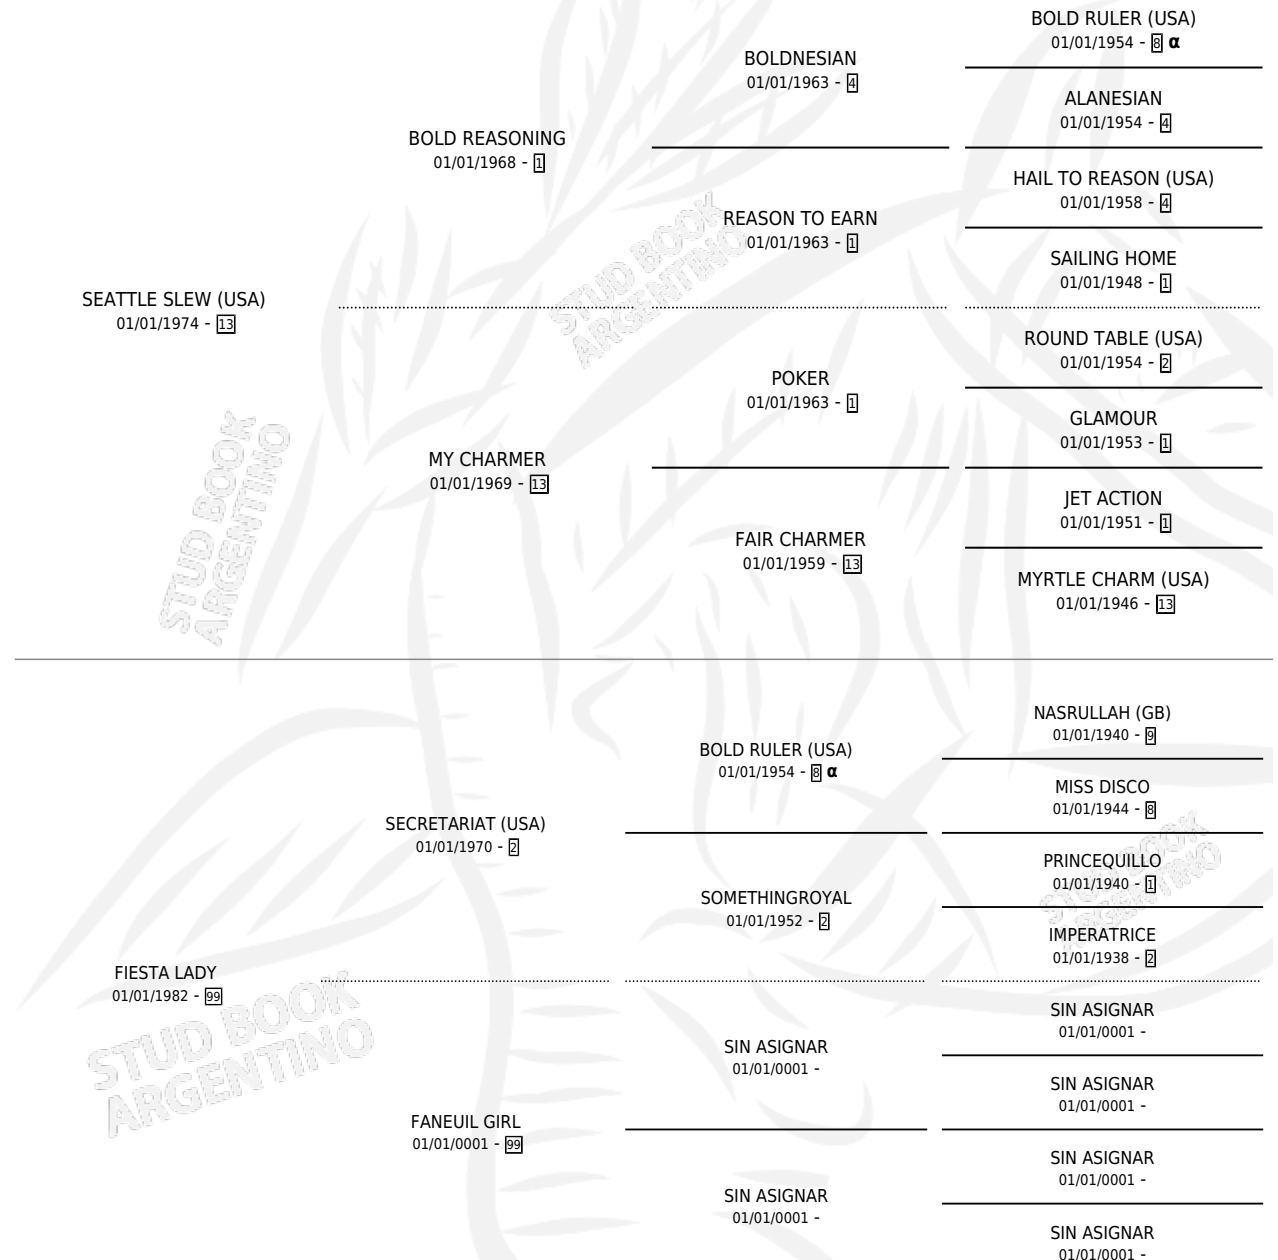 BOLD RULER (USA)
01/01/1954 - 8 α
BOLDNESIAN
01/01/1963 - 4
ALANESIAN
01/01/1954 - 4
BOLD REASONING
01/01/1968 - 1
HAIL TO REASON (USA)
01/01/1958 - 4
REASON TO EARN
01/01/1963 - 1
SAILING HOME
01/01/1948 - 1
SEATTLE SLEW (USA)
01/01/1974 - 13
ROUND TABLE (USA)
01/01/1954 - 2
POKER
01/01/1963 - 1
GLAMOUR
01/01/1953 - 1
MY CHARMER
01/01/1969 - 13
JET ACTION
01/01/1951 - 1
FAIR CHARMER
01/01/1959 - 13
MYRTLE CHARM (USA)
01/01/1946 - 13
STUD BOOK
ARGENTINO
STUD BOOK
ARGENTINO
NASRULLAH (GB)
01/01/1940 - 9
BOLD RULER (USA)
01/01/1954 - 8 α
MISS DISCO
01/01/1944 - 8
SECRETARIAT (USA)
01/01/1970 - 2
PRINCEQUILLO
01/01/1940 - 1
SOMETHINGROYAL
01/01/1952 - 2
IMPERATRICE
01/01/1938 - 2
FIESTA LADY
01/01/1982 - 99
SIN ASIGNAR
01/01/0001 -
SIN ASIGNAR
01/01/0001 -
SIN ASIGNAR
01/01/0001 -
FANEUIL GIRL
01/01/0001 - 99
SIN ASIGNAR
01/01/0001 -
SIN ASIGNAR
01/01/0001 -
SIN ASIGNAR
01/01/0001 -
STUD BOOK
ARGENTINO
STUD BOOK
ARGENTINO